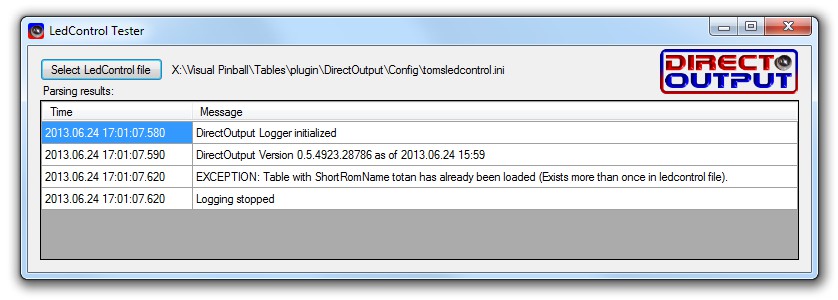 LedControl Tester
Select LedControl file X:\Visual Pinball\Tables\plugin\DirectOutput\Config\tomsledcontrol.ini
DIRECT
OUTPUT
Parsing results:
Time Message
2013.06.24 17:01:07.580 DirectOutput Logger initialized
2013.06.24 17:01:07.590 DirectOutput Version 0.5.4923.28786 as of 2013.06.24 15:59
2013.06.24 17:01:07.620 EXCEPTION: Table with ShortRomName totan has already been loaded (Exists more than once in ledcontrol file).
2013.06.24 17:01:07.620 Logging stopped